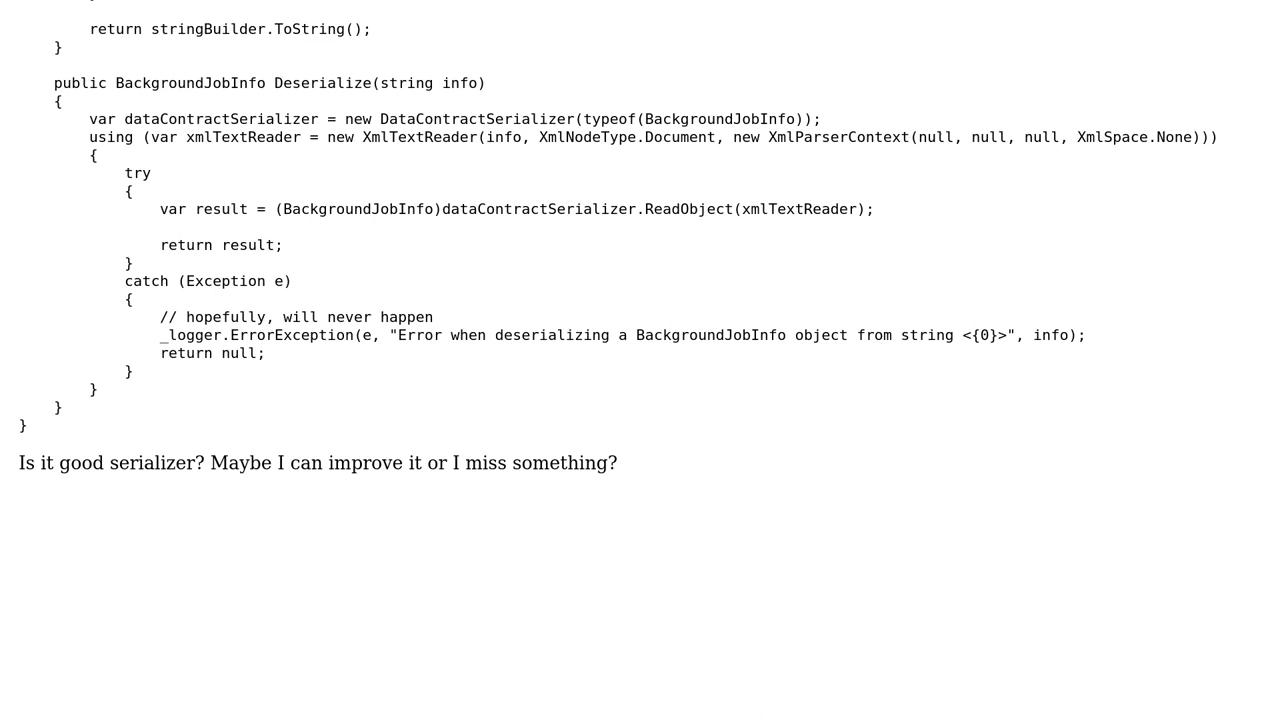 return stringBuilder.ToString();
}
public BackgroundJobInfo Deserialize(string info)
{
var dataContractSerializer = new DataContractSerializer(typeof(BackgroundJobInfo));
using (var xmlTextReader = new XmlTextReader(info, XmlNodeType.Document, new XmlParserContext(null, null, null, XmlSpace.None)))
{
try
{
var result = (BackgroundJobInfo)dataContractSerializer.ReadObject(xmlTextReader);
return result;
}
catch (Exception e)
{
// hopefully, will never happen
_logger.ErrorException(e, "Error when deserializing a BackgroundJobInfo object from string <{0}>", info);
return null;
}
}
}
}
Is it good serializer? Maybe I can improve it or I miss something?